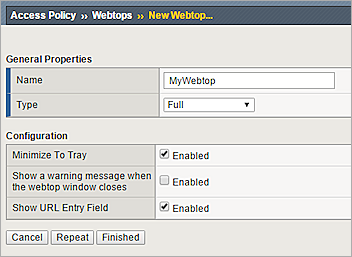 Access Policy » Webtops » New Webtop...
General Properties
Name MyWebtop
Type Full
Configuration
Minimize To Tray Enabled
Show a warning message when
the webtop window closes Enabled
Show URL Entry Field Enabled
Cancel Repeat Finished